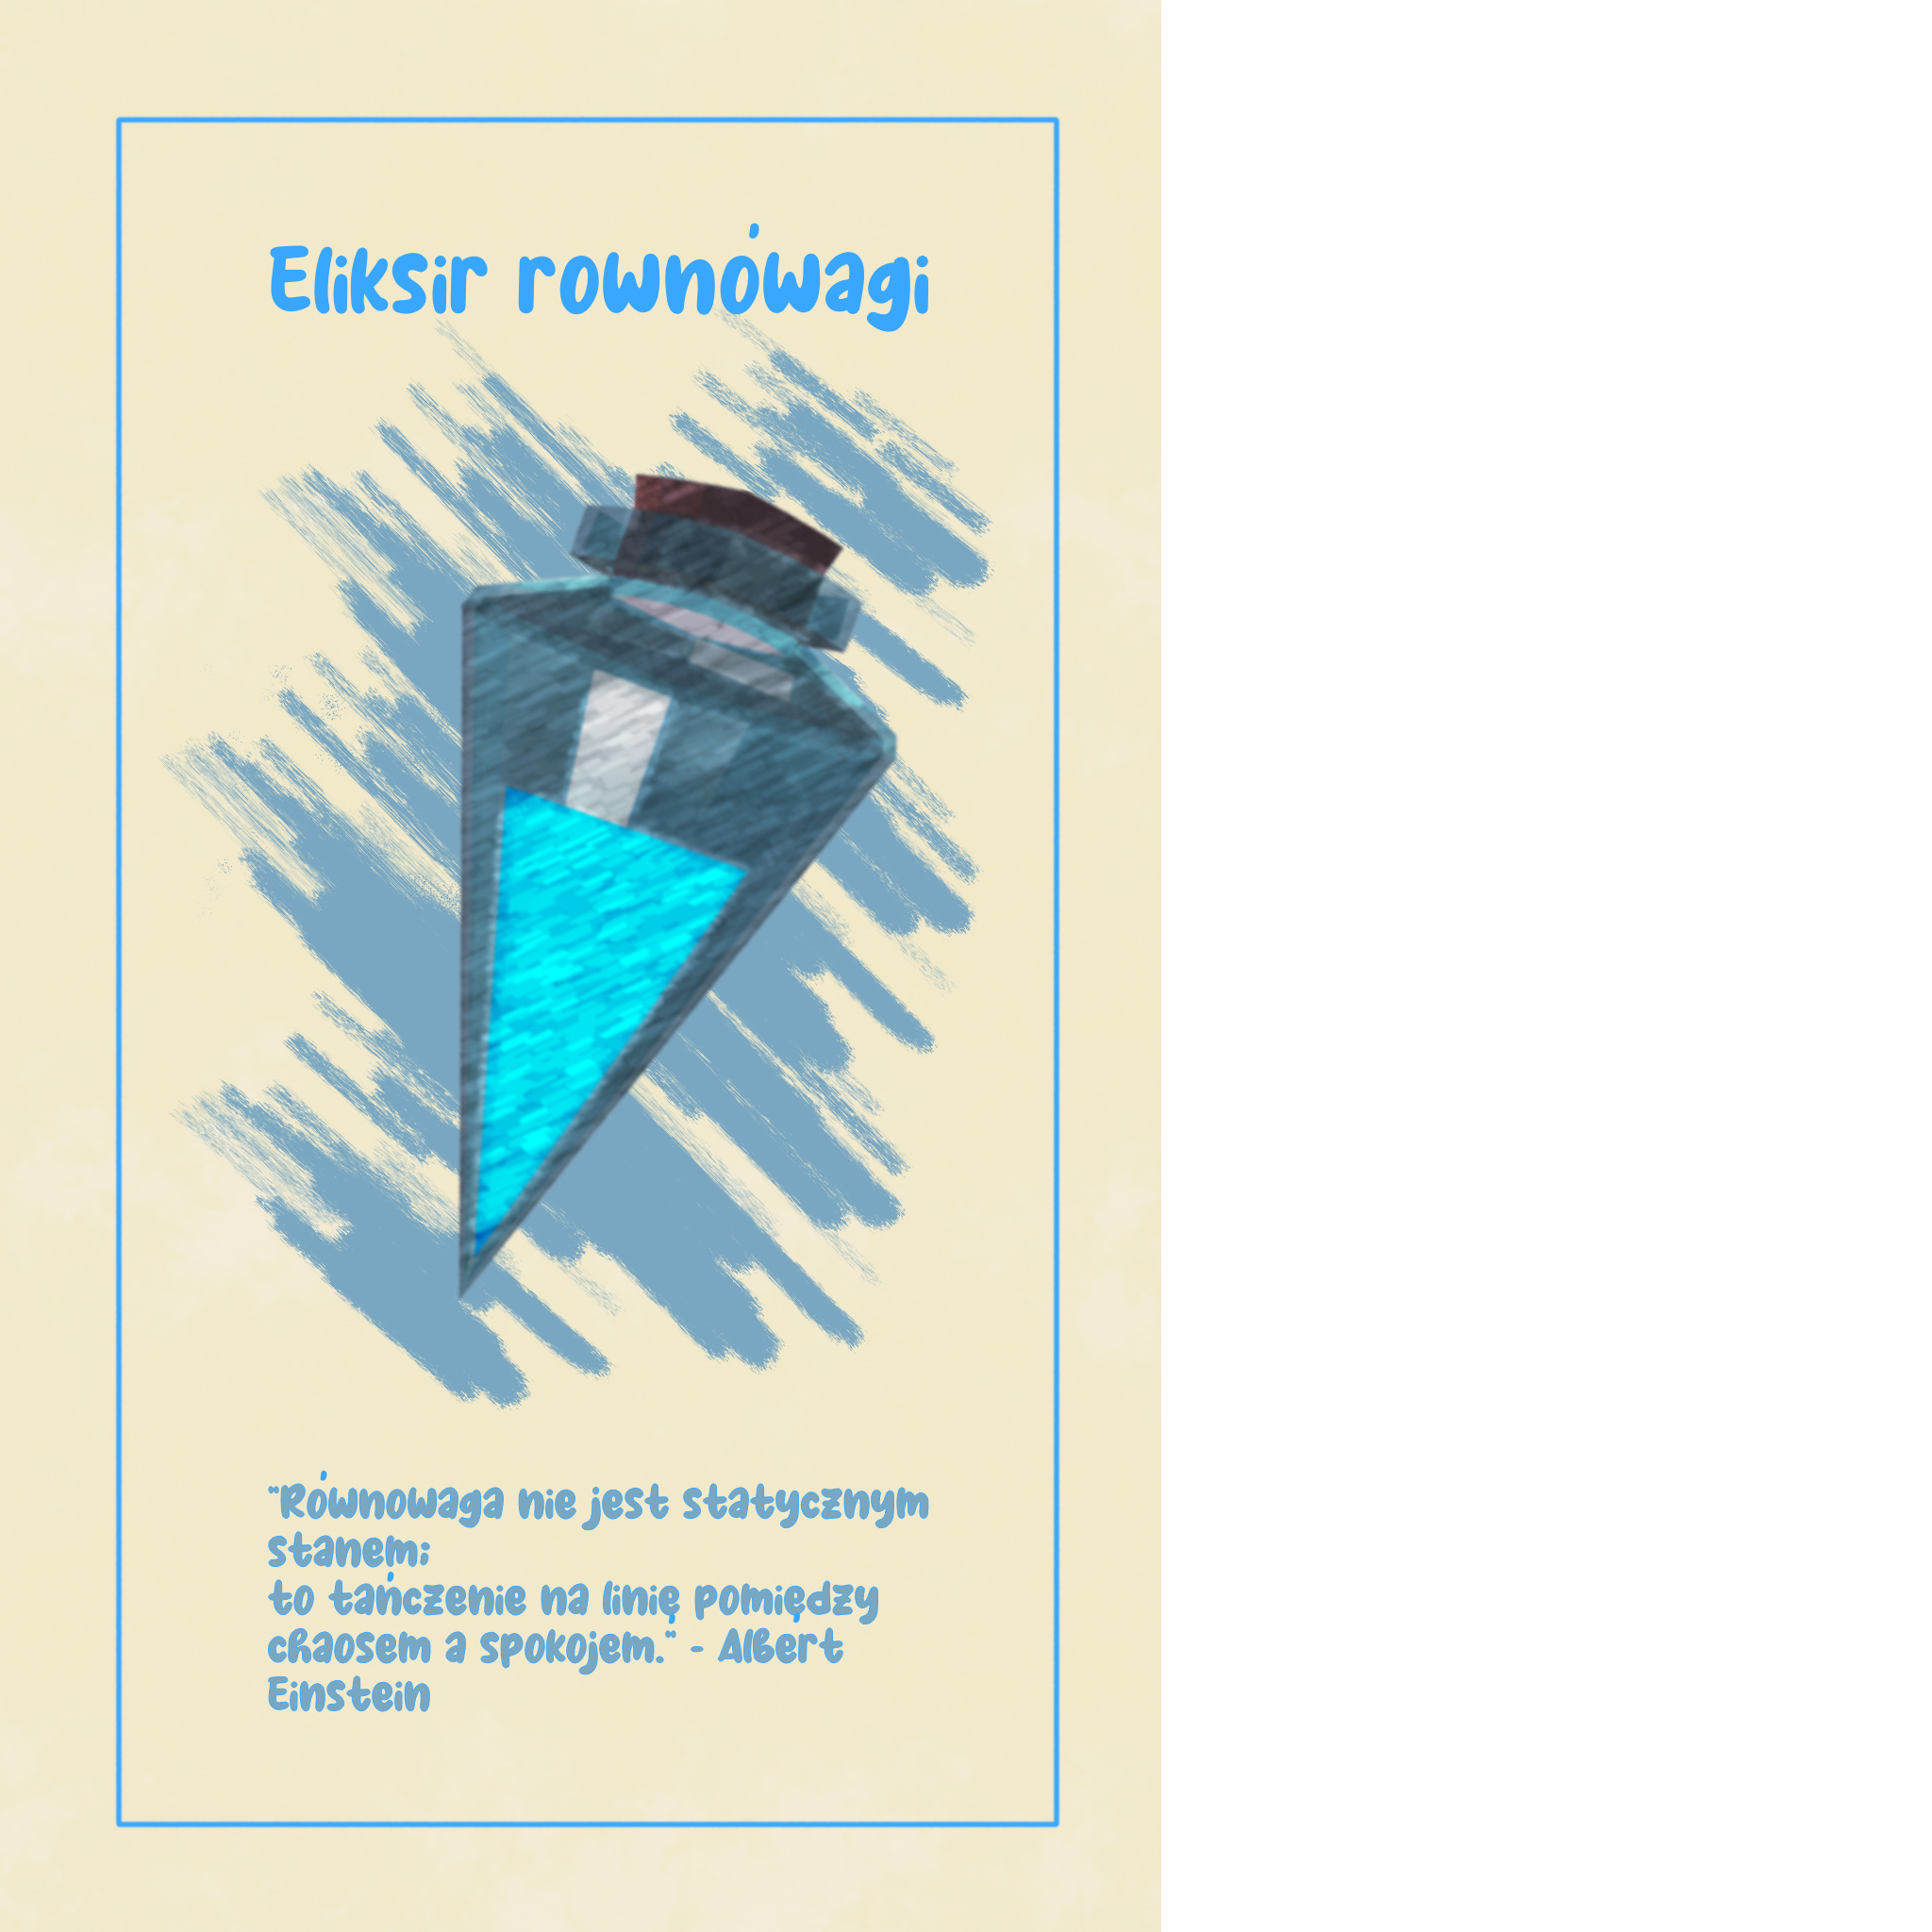 Eliksir rownówagi
"Równowaga nie jest statycznym
stanem;
to tańczenie na linię pomiędzy
chaosem a spokojem." - Albert
Einstein